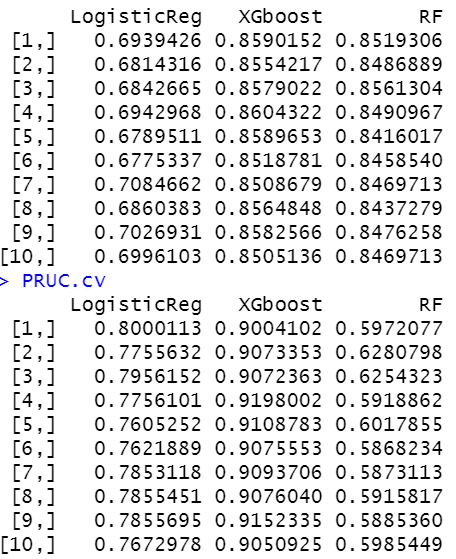 LogisticReg XGboost RF
[1,] 0.6939426 0.8590152 0.8519306
[2,] 0.6814316 0.8554217 0.8486889
[3,] 0.6842665 0.8579022 0.8561304
[4,] 0.6942968 0.8604322 0.8490967
[5,] 0.6789511 0.8589653 0.8416017
[6,] 0.6775337 0.8518781 0.8458540
[7,] 0.7084662 0.8508679 0.8469713
[8,] 0.6860383 0.8564848 0.8437279
[9,] 0.7026931 0.8582566 0.8476258
[10,] 0.6996103 0.8505136 0.8469713
> PRUC.cv
LogisticReg XGboost RF
[1,] 0.8000113 0.9004102 0.5972077
[2,] 0.7755632 0.9073353 0.6280798
[3,] 0.7956152 0.9072363 0.6254323
[4,] 0.7756101 0.9198002 0.5918862
[5,] 0.7605252 0.9108783 0.6017855
[6,] 0.7621889 0.9075553 0.5868234
[7,] 0.7853118 0.9093706 0.5873113
[8,] 0.7855451 0.9076040 0.5915817
[9,] 0.7855695 0.9152335 0.5885360
[10,] 0.7672978 0.9050925 0.5985449